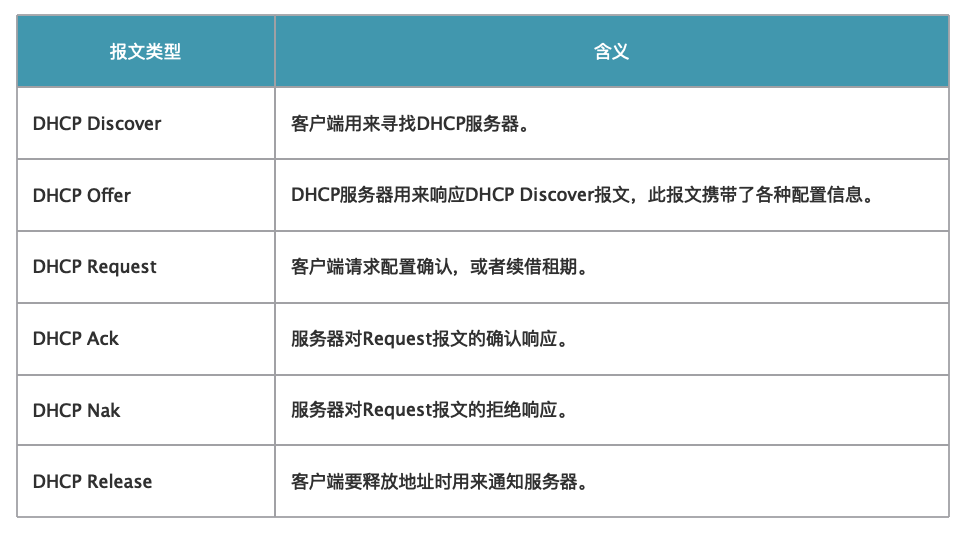 报文类型 含义
DHCP Discover 客户端用来寻找DHCP服务器。
DHCP Offer DHCP服务器用来响应DHCP Discover报文，此报文携带了各种配置信息。
DHCP Request 客户端请求配置确认，或者续借租期。
DHCP Ack 服务器对Request报文的确认响应。
DHCP Nak 服务器对Request报文的拒绝响应。
DHCP Release 客户端要释放地址时用来通知服务器。